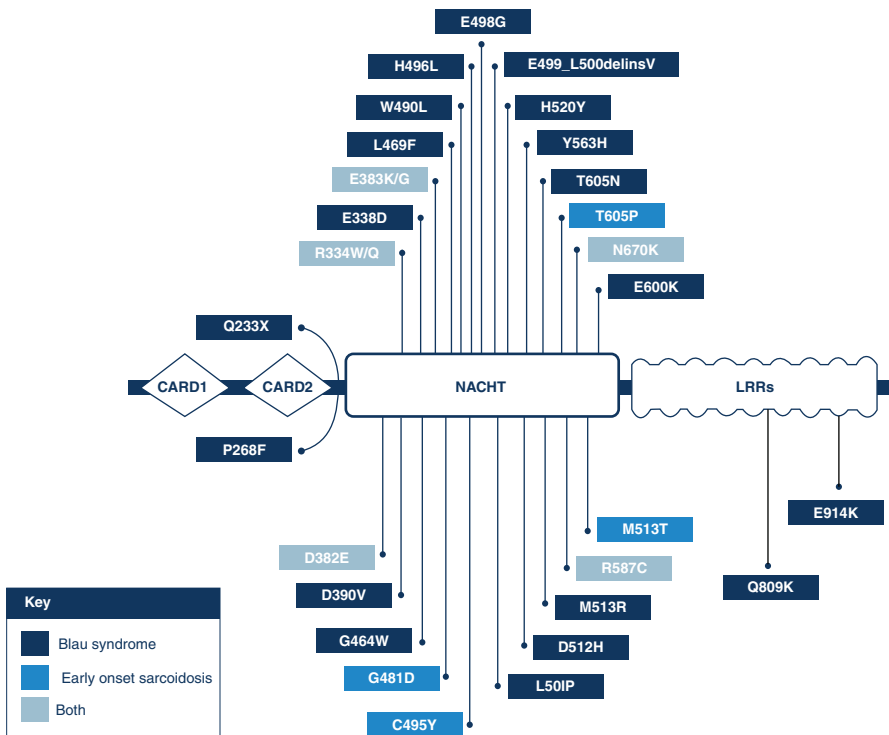 E498G
H496L
E499_L500delinsV
W490L
H520Y
L469F
Y563H
E383K/G
T605N
E338D
T605P
R334W/Q
N670K
E600K
Q233X
CARD1
CARD2
NACHT
LRRs
P268F
E914K
M513T
D382E
R587C
Q809K
D390V
M513R
Key
G464W
D512H
Blau syndrome
G481D
L50IP
Early onset sarcoidosis
Both
C495Y